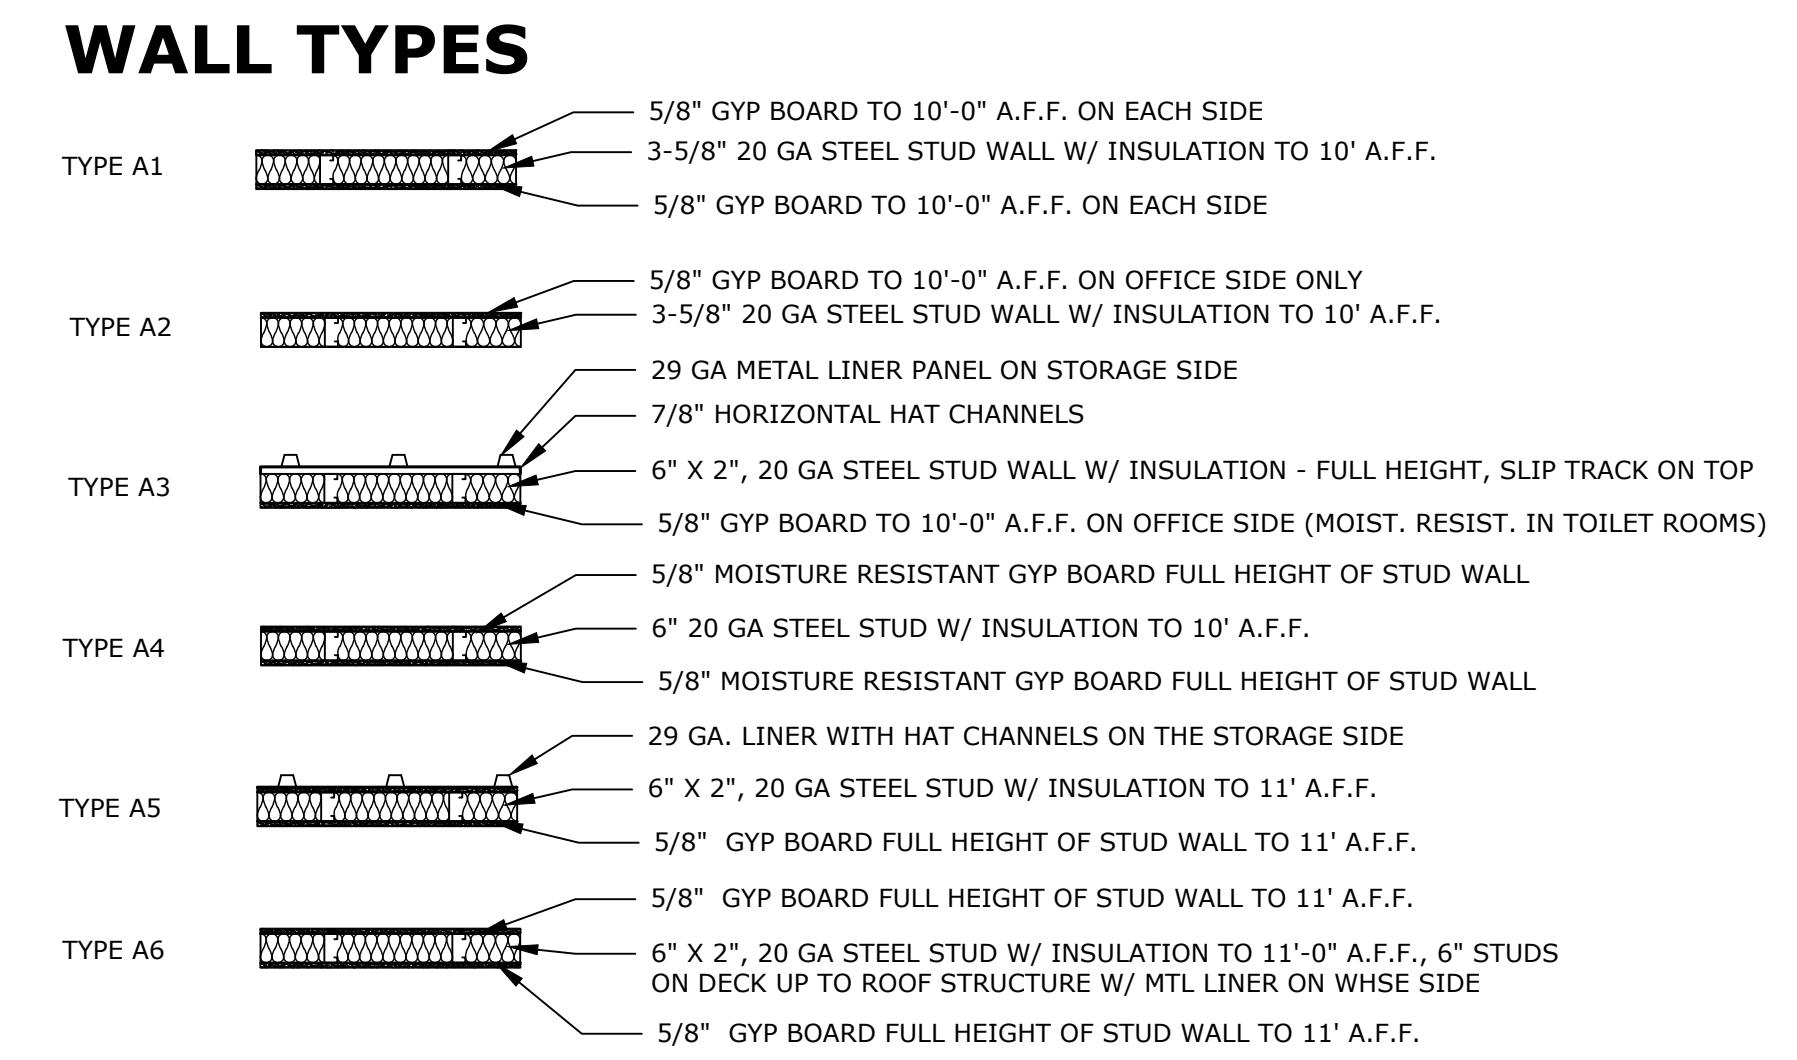 WALL TYPES
TYPE A1
5/8" GYP BOARD TO 10'-0" A.F.F. ON EACH SIDE
3-5/8" 20 GA STEEL STUD WALL W/ INSULATION TO 10' A.F.F.
5/8" GYP BOARD TO 10'-0" A.F.F. ON EACH SIDE
TYPE A2
5/8" GYP BOARD TO 10'-0" A.F.F. ON OFFICE SIDE ONLY
3-5/8" 20 GA STEEL STUD WALL W/ INSULATION TO 10' A.F.F.
TYPE A3
29 GA METAL LINER PANEL ON STORAGE SIDE
7/8" HORIZONTAL HAT CHANNELS
6" X 2", 20 GA STEEL STUD WALL W/ INSULATION - FULL HEIGHT, SLIP TRACK ON TOP
5/8" GYP BOARD TO 10'-0" A.F.F. ON OFFICE SIDE (MOIST. RESIST. IN TOILET ROOMS)
TYPE A4
5/8" MOISTURE RESISTANT GYP BOARD FULL HEIGHT OF STUD WALL
6" 20 GA STEEL STUD W/ INSULATION TO 10' A.F.F.
5/8" MOISTURE RESISTANT GYP BOARD FULL HEIGHT OF STUD WALL
TYPE A5
29 GA. LINER WITH HAT CHANNELS ON THE STORAGE SIDE
6" X 2", 20 GA STEEL STUD W/ INSULATION TO 11' A.F.F.
5/8"  GYP BOARD FULL HEIGHT OF STUD WALL TO 11' A.F.F.
TYPE A6
5/8"  GYP BOARD FULL HEIGHT OF STUD WALL TO 11' A.F.F.
6" X 2", 20 GA STEEL STUD W/ INSULATION TO 11'-0" A.F.F., 6" STUDS
ON DECK UP TO ROOF STRUCTURE W/ MTL LINER ON WHSE SIDE
5/8"  GYP BOARD FULL HEIGHT OF STUD WALL TO 11' A.F.F.